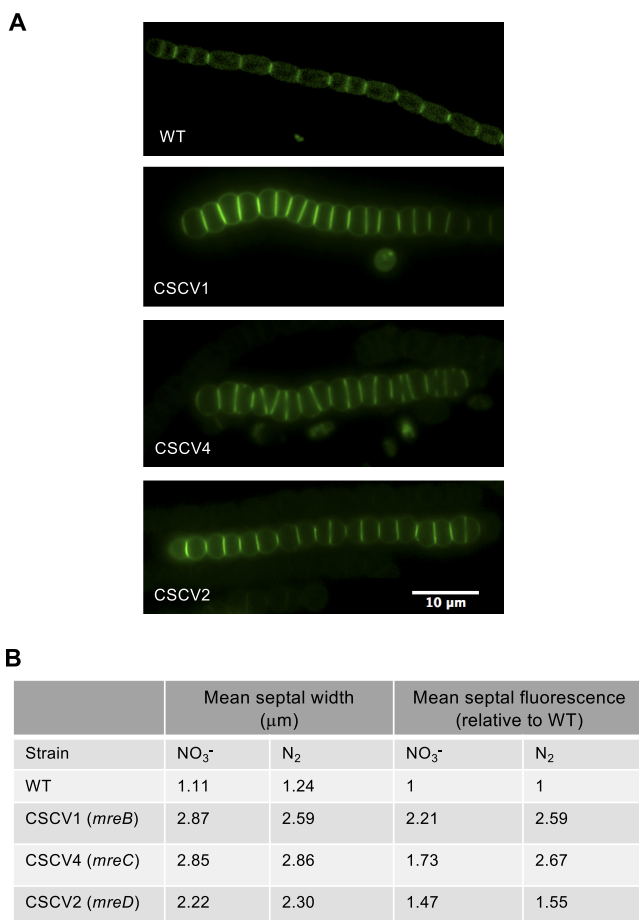 A
WT
CSCV1
CSCV4
CSCV2
10 μm
B
Mean septal width (μm) Mean septal fluorescence (relative to WT)
Strain NO₃⁻ N₂ NO₃⁻ N₂
WT 1.11 1.24 1 1
CSCV1 (mreB) 2.87 2.59 2.21 2.59
CSCV4 (mreC) 2.85 2.86 1.73 2.67
CSCV2 (mreD) 2.22 2.30 1.47 1.55